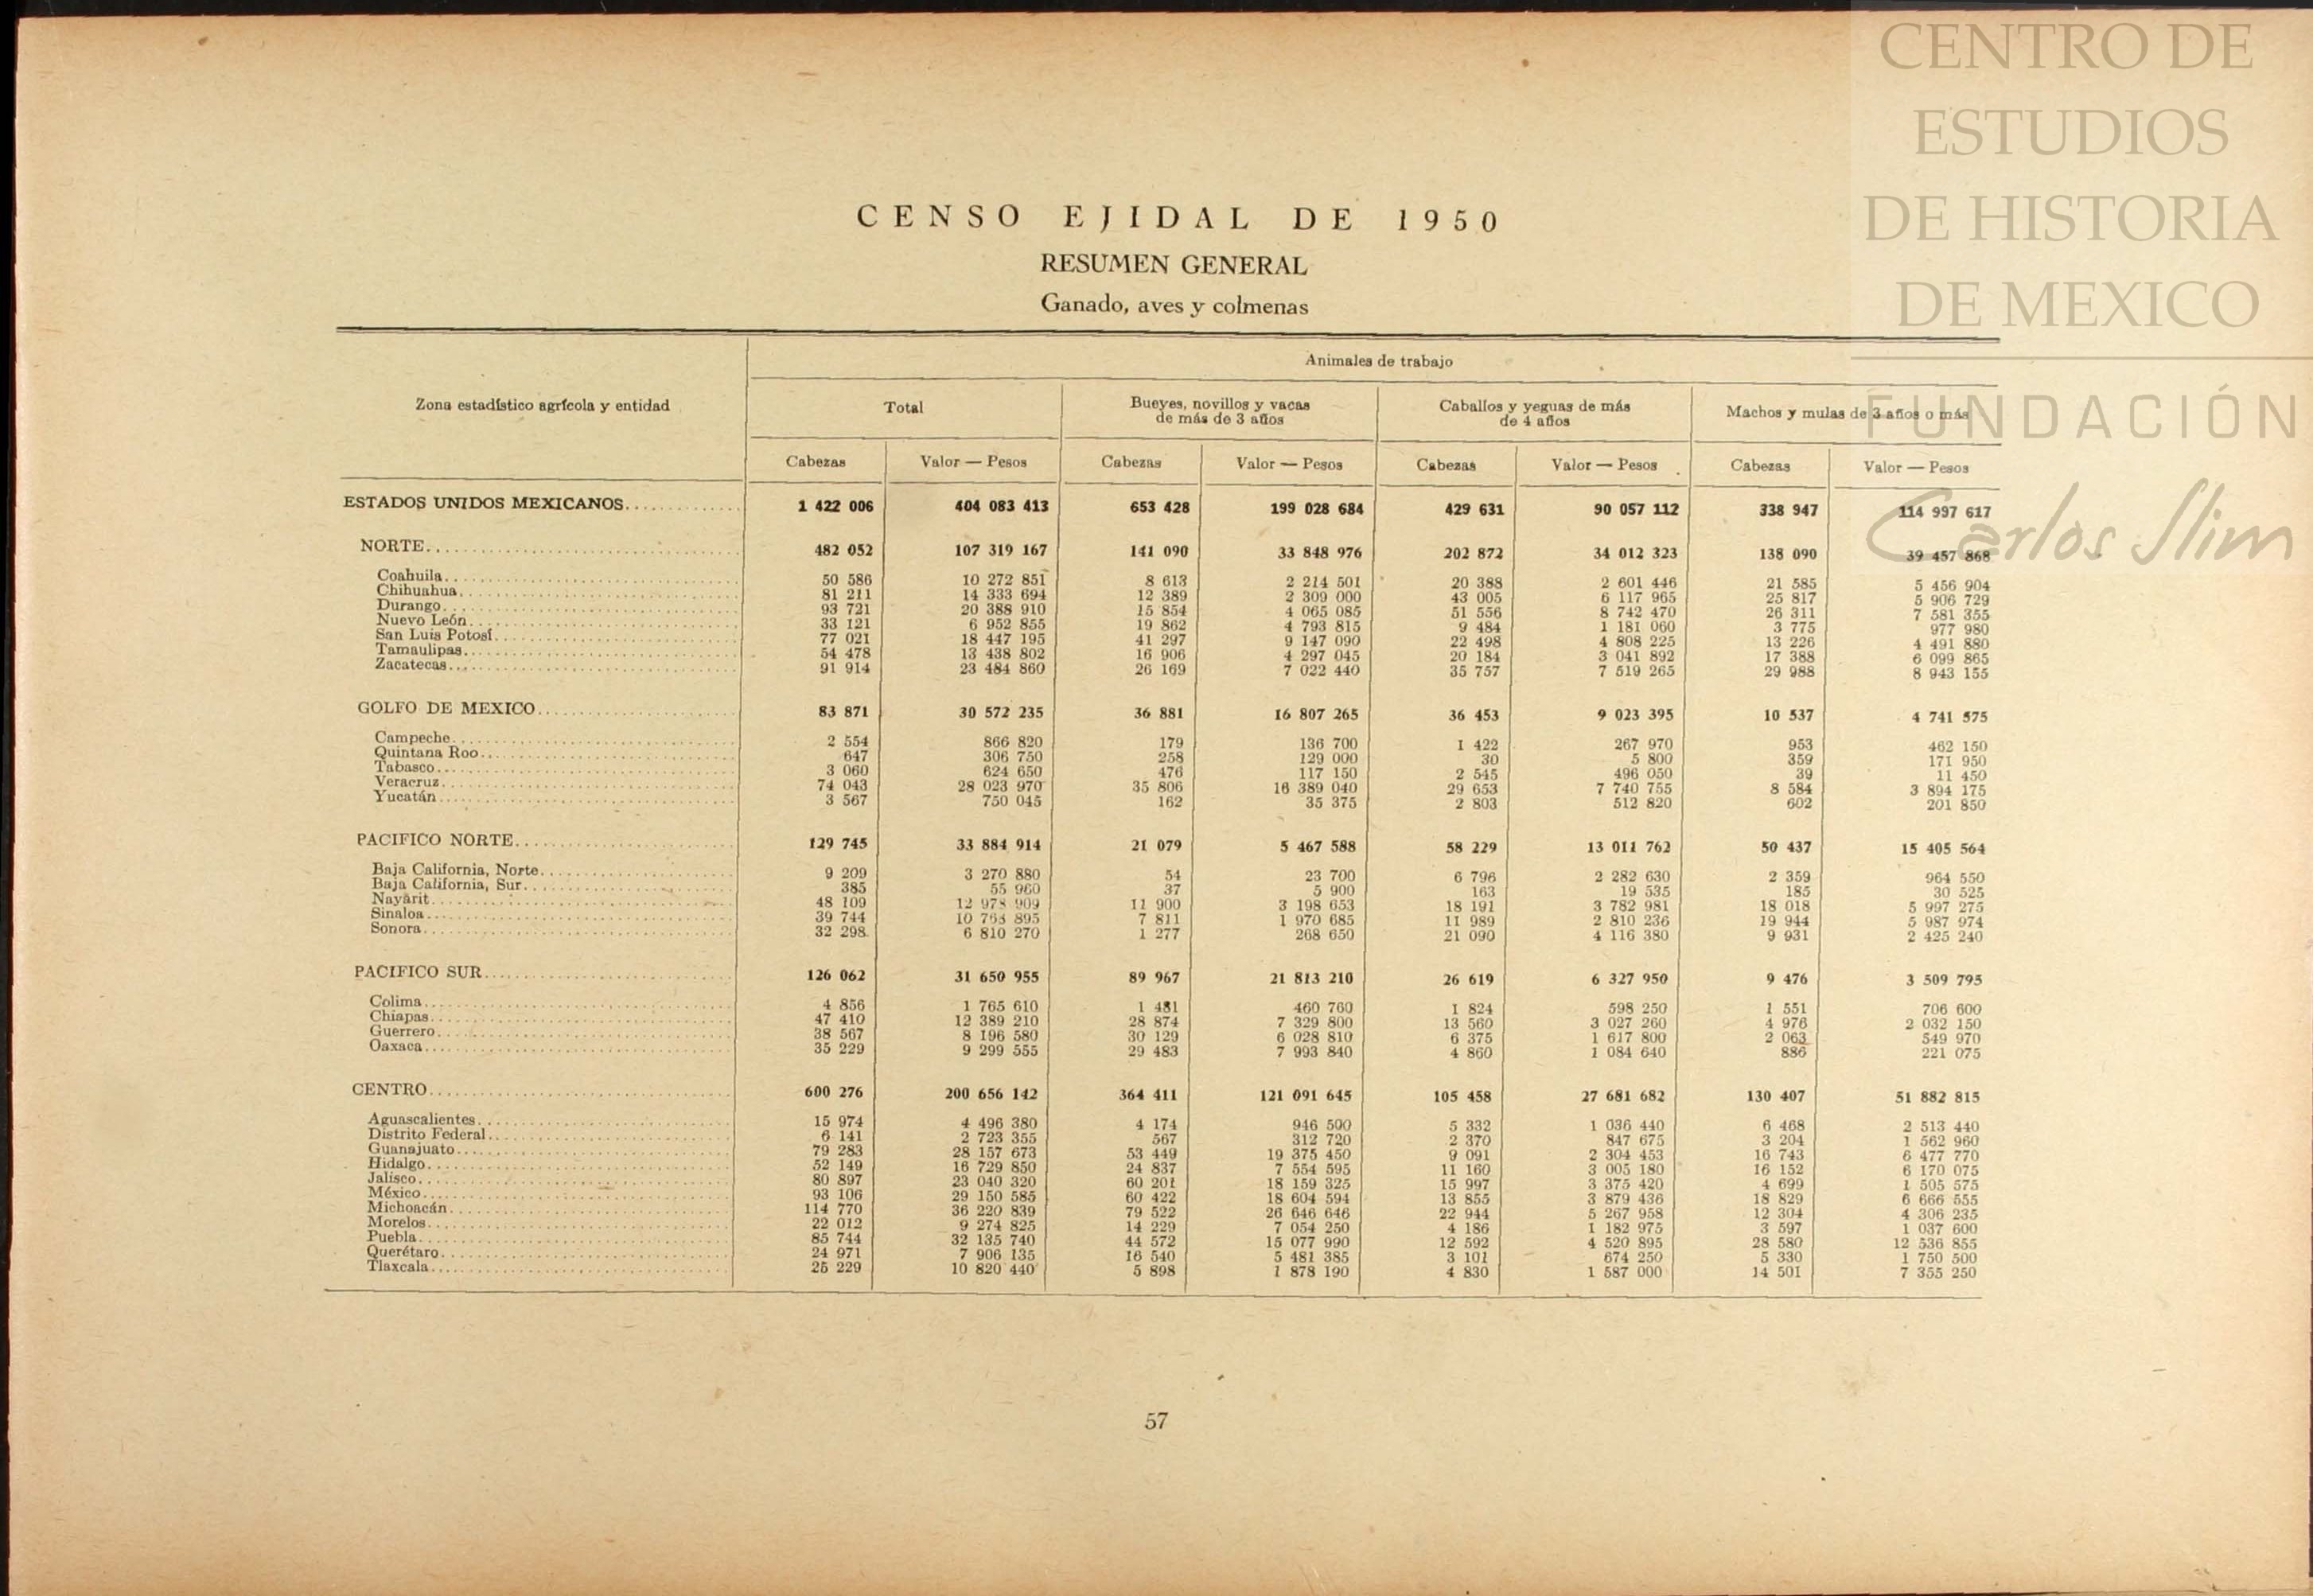 CENTRO DE
ESTUDIOS
DE HISTORIA
DE MEXICO
FUNDACIÓN
Carlos Slim
CENSO EJIDAL DE 1950
RESUMEN GENERAL
Ganado, aves y colmenas
Animales de trabajo
Zona estadístico agrícola y entidad Total Bueyes, novillos y vacas de más de 3 años Caballos y yeguas de más de 4 años Machos y mulas de 3 años o más
Cabezas Valor — Pesos Cabezas Valor — Pesos Cabezas Valor — Pesos Cabezas Valor — Pesos
ESTADOS UNIDOS MEXICANOS 1 422 006 404 083 413 653 428 199 028 684 429 631 90 057 112 338 947 114 997 617
NORTE 482 052 107 319 167 141 090 33 848 976 202 872 34 012 323 138 090 39 457 868
Coahuila 50 586 10 272 851 8 613 2 214 501 20 388 2 601 446 21 585 5 456 904
Chihuahua 81 211 14 333 694 12 389 2 309 000 43 005 6 117 965 25 817 5 906 729
Durango 93 721 20 388 910 15 854 4 065 085 51 556 8 742 470 26 311 7 581 355
Nuevo León 33 121 6 952 855 19 862 4 793 815 9 484 1 181 060 3 775 977 980
San Luis Potosí 77 021 18 447 195 41 297 9 147 090 22 498 4 808 225 13 226 4 491 880
Tamaulipas 54 478 13 438 802 16 906 4 297 045 20 184 3 041 892 17 388 6 099 865
Zacatecas 91 914 23 484 860 26 169 7 022 440 35 757 7 519 265 29 988 8 943 155
GOLFO DE MEXICO 83 871 30 572 235 36 881 16 807 265 36 453 9 023 395 10 537 4 741 575
Campeche 2 554 866 820 179 136 700 1 422 267 970 953 462 150
Quintana Roo 647 306 750 258 129 000 30 5 800 359 171 950
Tabasco 3 060 624 650 476 117 150 2 545 496 050 39 11 450
Veracruz 74 043 28 023 970 35 806 16 389 040 29 653 7 740 755 8 584 3 894 175
Yucatán 3 567 750 045 162 35 375 2 803 512 820 602 201 850
PACIFICO NORTE 129 745 33 884 914 21 079 5 467 588 58 229 13 011 762 50 437 15 405 564
Baja California, Norte 9 209 3 270 880 54 23 700 6 796 2 282 630 2 359 964 550
Baja California, Sur 385 55 960 37 5 900 163 19 535 185 30 525
Nayarit 48 109 12 978 909 11 900 3 198 653 18 191 3 782 981 18 018 5 997 275
Sinaloa 39 744 10 768 895 7 811 1 970 685 11 989 2 810 236 19 944 5 987 974
Sonora 32 298 6 810 270 1 277 268 650 21 090 4 116 380 9 931 2 425 240
PACIFICO SUR 126 062 31 650 955 89 967 21 813 210 26 619 6 327 950 9 476 3 509 795
Colima 4 856 1 765 610 1 481 460 760 1 824 598 250 1 551 706 600
Chiapas 47 410 12 389 210 28 874 7 329 800 13 560 3 027 260 4 976 2 032 150
Guerrero 38 567 8 196 580 30 129 6 028 810 6 375 1 617 800 2 063 549 970
Oaxaca 35 229 9 299 555 29 483 7 993 840 4 860 1 084 640 886 221 075
CENTRO 600 276 200 656 142 364 411 121 091 645 105 458 27 681 682 130 407 51 882 815
Aguascalientes 15 974 4 496 380 4 174 946 500 5 332 1 036 440 6 468 2 513 440
Distrito Federal 6 141 2 723 355 567 312 720 2 370 847 675 3 204 1 562 960
Guanajuato 79 283 28 157 673 53 449 19 375 450 9 091 2 304 453 16 743 6 477 770
Hidalgo 52 149 16 729 850 24 837 7 554 595 11 160 3 005 180 16 152 6 170 075
Jalisco 80 897 23 040 320 60 201 18 159 325 15 997 3 375 420 4 699 1 505 575
México 93 106 29 150 585 60 422 18 604 594 13 855 3 879 436 18 829 6 666 555
Michoacán 114 770 36 220 839 79 522 26 646 646 22 944 5 267 958 12 304 4 306 235
Morelos 22 012 9 274 825 14 229 7 054 250 4 186 1 182 975 3 597 1 037 600
Puebla 85 744 32 135 740 44 572 15 077 990 12 592 4 520 895 28 580 12 536 855
Querétaro 24 971 7 906 135 16 540 5 481 385 3 101 674 250 5 330 1 750 500
Tlaxcala 25 229 10 820 440 5 898 1 878 190 4 830 1 587 000 14 501 7 355 250
57